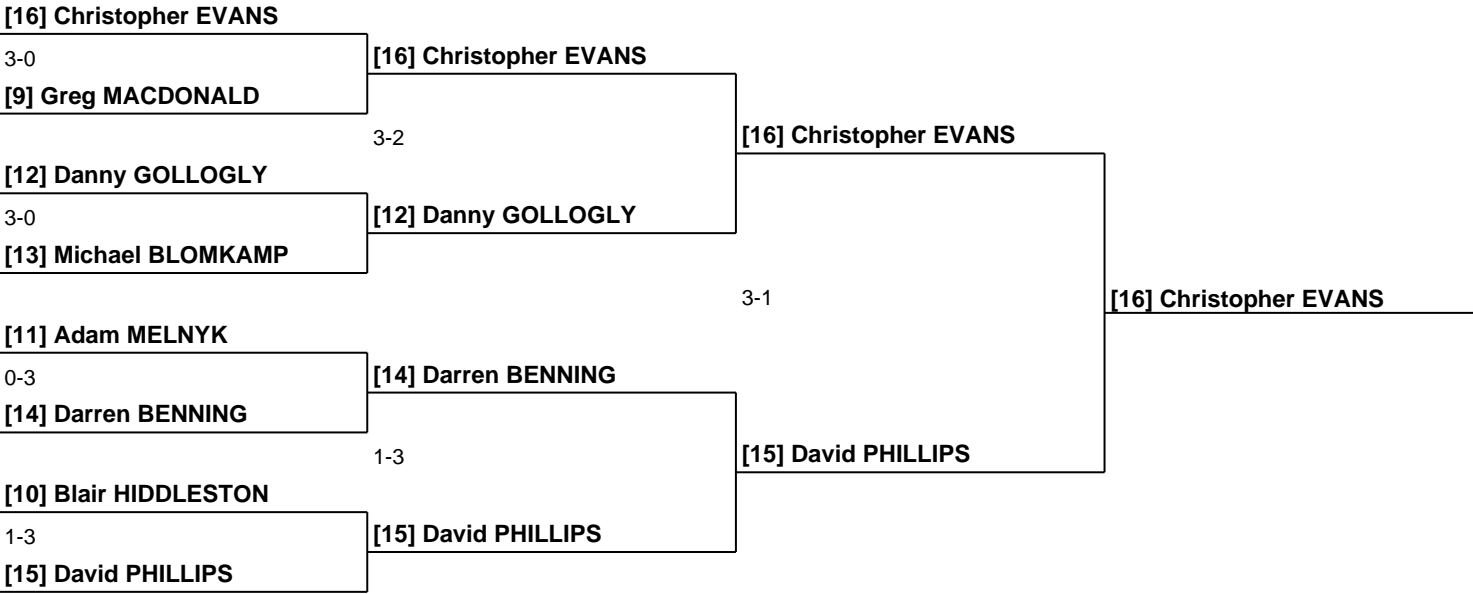 [16] Christopher EVANS
3-0
[16] Christopher EVANS
[9] Greg MACDONALD
3-2
[16] Christopher EVANS
[12] Danny GOLLOGLY
3-0
[12] Danny GOLLOGLY
[13] Michael BLOMKAMP
3-1
[16] Christopher EVANS
[11] Adam MELNYK
0-3
[14] Darren BENNING
[14] Darren BENNING
1-3
[15] David PHILLIPS
[10] Blair HIDDLESTON
1-3
[15] David PHILLIPS
[15] David PHILLIPS